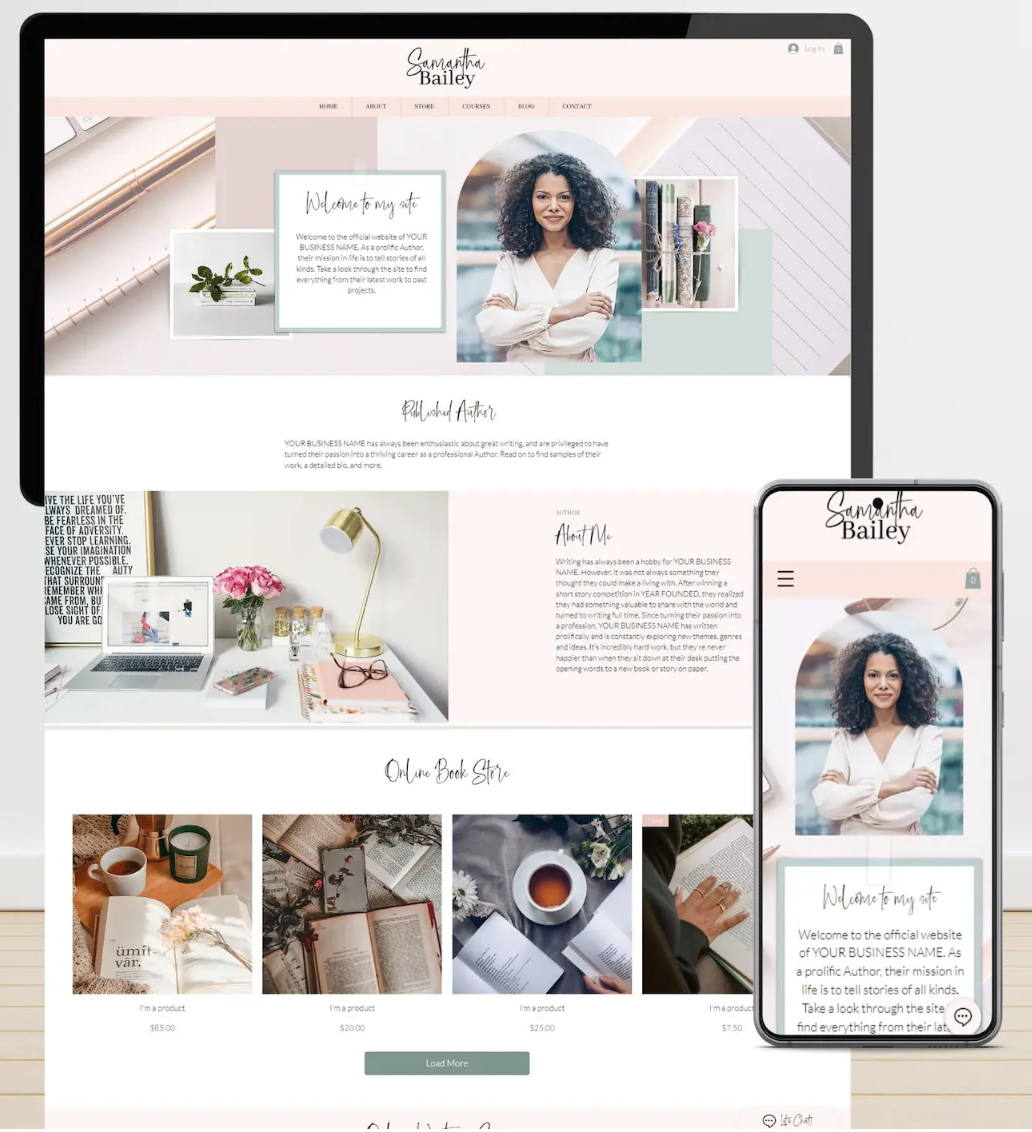 Samantha
Bailey
Log In
0
HOME
ABOUT
STORE
COURSES
BLOG
CONTACT
Welcome to my site
Welcome to the official website of YOUR
BUSINESS NAME. As a prolific Author,
their mission in life is to tell stories of all
kinds. Take a look through the site to find
everything from their latest work to past
projects.
Published Author
YOUR BUSINESS NAME has always been enthusiastic about great writing, and are privileged to have
turned their passion into a thriving career as a professional Author. Read on to find samples of their
work, a detailed bio, and more.
IVE THE LIFE YOU'VE
LWAYS DREAMED OF.
BE FEARLESS IN THE
FACE OF ADVERSITY.
EVER STOP LEARNING.
SE YOUR IMAGINATION
WHENEVER POSSIBLE.
ECOGNIZE THE AUTY
THAT SURROUN
REMEMBER WH
AME FROM, BU
LOSE SIGHT OF
YOU ARE GO
AUTHOR
About Me
Writing has always been a hobby for YOUR BUSINESS
NAME. However, it was not always something they
thought they could make a living with. After winning a
short story competition in YEAR FOUNDED, they realized
they had something valuable to share with the world and
turned to writing full time. Since turning their passion into
a profession, YOUR BUSINESS NAME has written
prolifically and is constantly exploring new themes, genres
and ideas. It's incredibly hard work, but they're never
happier than when they sit down at their desk putting the
opening words to a new book or story on paper.
Online Book Store
ümit-
var.
New
I'm a product
$85.00
I'm a product
$20.00
I'm a product
$25.00
I'm a product
$7.50
Load More
Let's Chat!
Samantha
Bailey
0
Welcome to my site
Welcome to the official website
of YOUR BUSINESS NAME. As
a prolific Author, their mission in
life is to tell stories of all kinds.
Take a look through the site
find everything from their lat